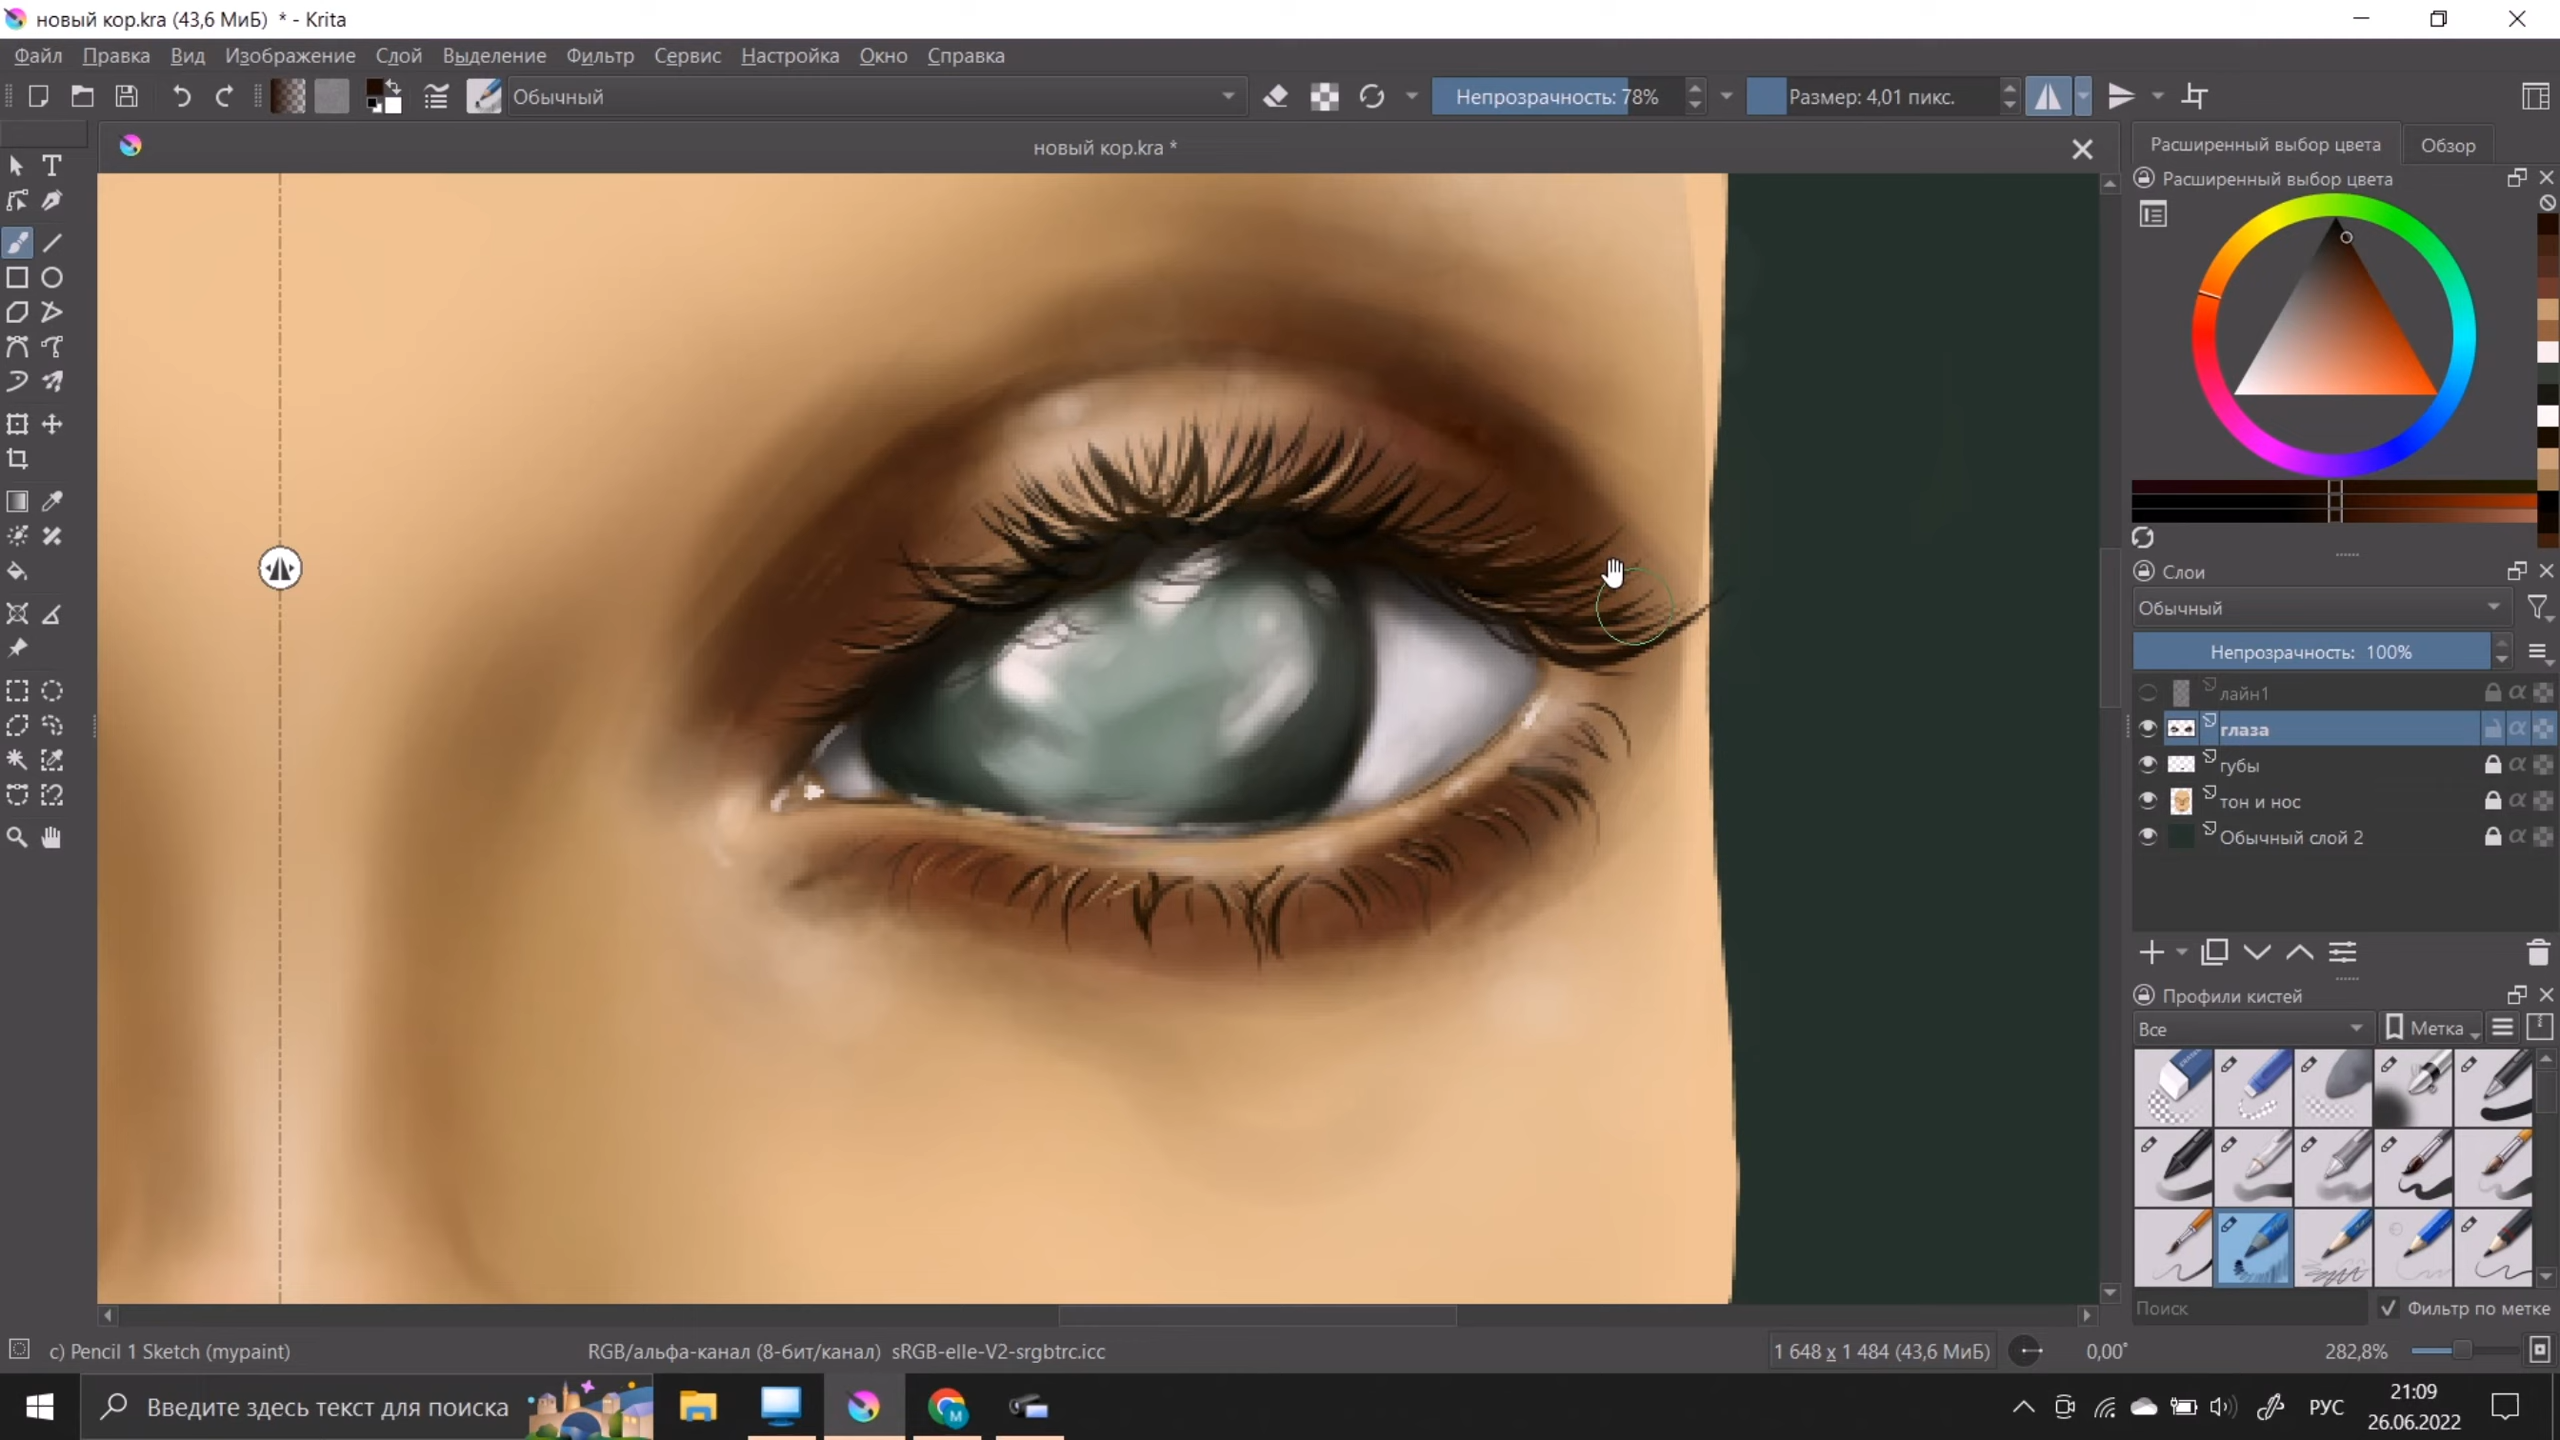 новый кор.kra (43,6 МиБ) * - Krita
Файл Правка Вид Изображение Слой Выделение Фильтр Сервис Настройка Окно Справка
Обычный
Непрозрачность: 78%
Размер: 4,01 пикс.
новый кор.kra *
Расширенный выбор цвета
Обзор
Расширенный выбор цвета
Слои
Обычный
Непрозрачность: 100%
лайн1
глаза
губы
тон и нос
Обычный слой 2
Профили кистей
Все
Метка
Поиск
Фильтр по метке
c) Pencil 1 Sketch (mypaint)
RGB/альфа-канал (8-бит/канал) sRGB-elle-V2-srgbtrc.icc
1 648 x 1 484 (43,6 МиБ)
0,00°
282,8%
Введите здесь текст для поиска
M
РУС
21:09
26.06.2022